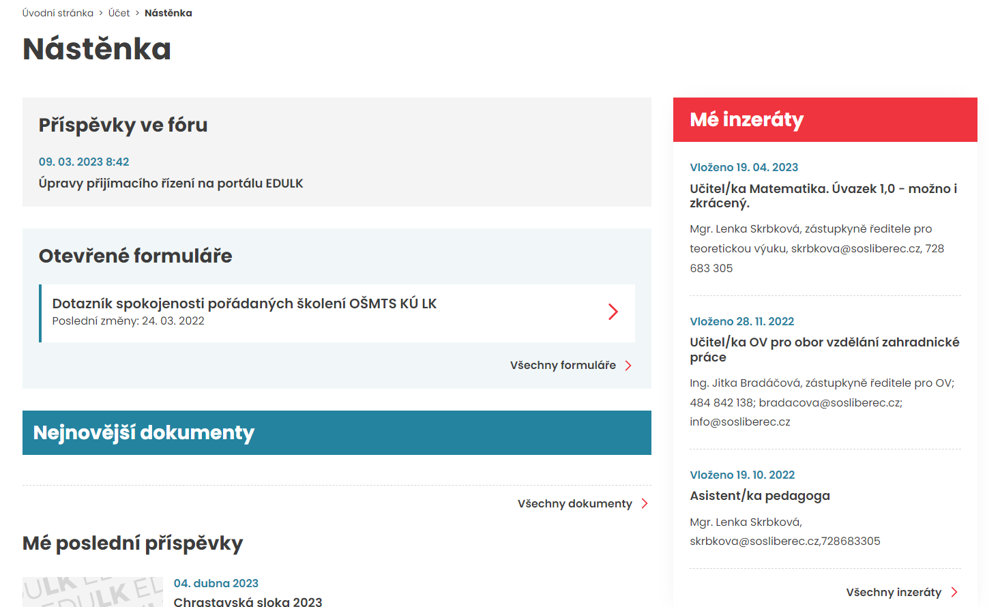 Úvodní stránka > Účet > Nástěnka
Nástěnka
Příspěvky ve fóru
09. 03. 2023 8:42
Úpravy přijímacího řízení na portálu EDULK
Otevřené formuláře
Dotazník spokojenosti pořádaných školení OŠMTS KÚ LK
Poslední změny: 24. 03. 2022
Všechny formuláře
Nejnovější dokumenty
Všechny dokumenty
Mé poslední příspěvky
04. dubna 2023
Chrastavská sloka 2023
Mé inzeráty
Vloženo 19. 04. 2023
Učitel/ka Matematika. Úvazek 1,0 - možno i
zkrácený.
Mgr. Lenka Skrbková, zástupkyně ředitele pro
teoretickou výuku, skrbkova@sosliberec.cz, 728
683 305
Vloženo 28. 11. 2022
Učitel/ka OV pro obor vzdělání zahradnické
práce
Ing. Jitka Bradáčová, zástupkyně ředitele pro OV;
484 842 138; bradacova@sosliberec.cz;
info@sosliberec.cz
Vloženo 19. 10. 2022
Asistent/ka pedagoga
Mgr. Lenka Skrbková,
skrbkova@sosliberec.cz,728683305
Všechny inzeráty